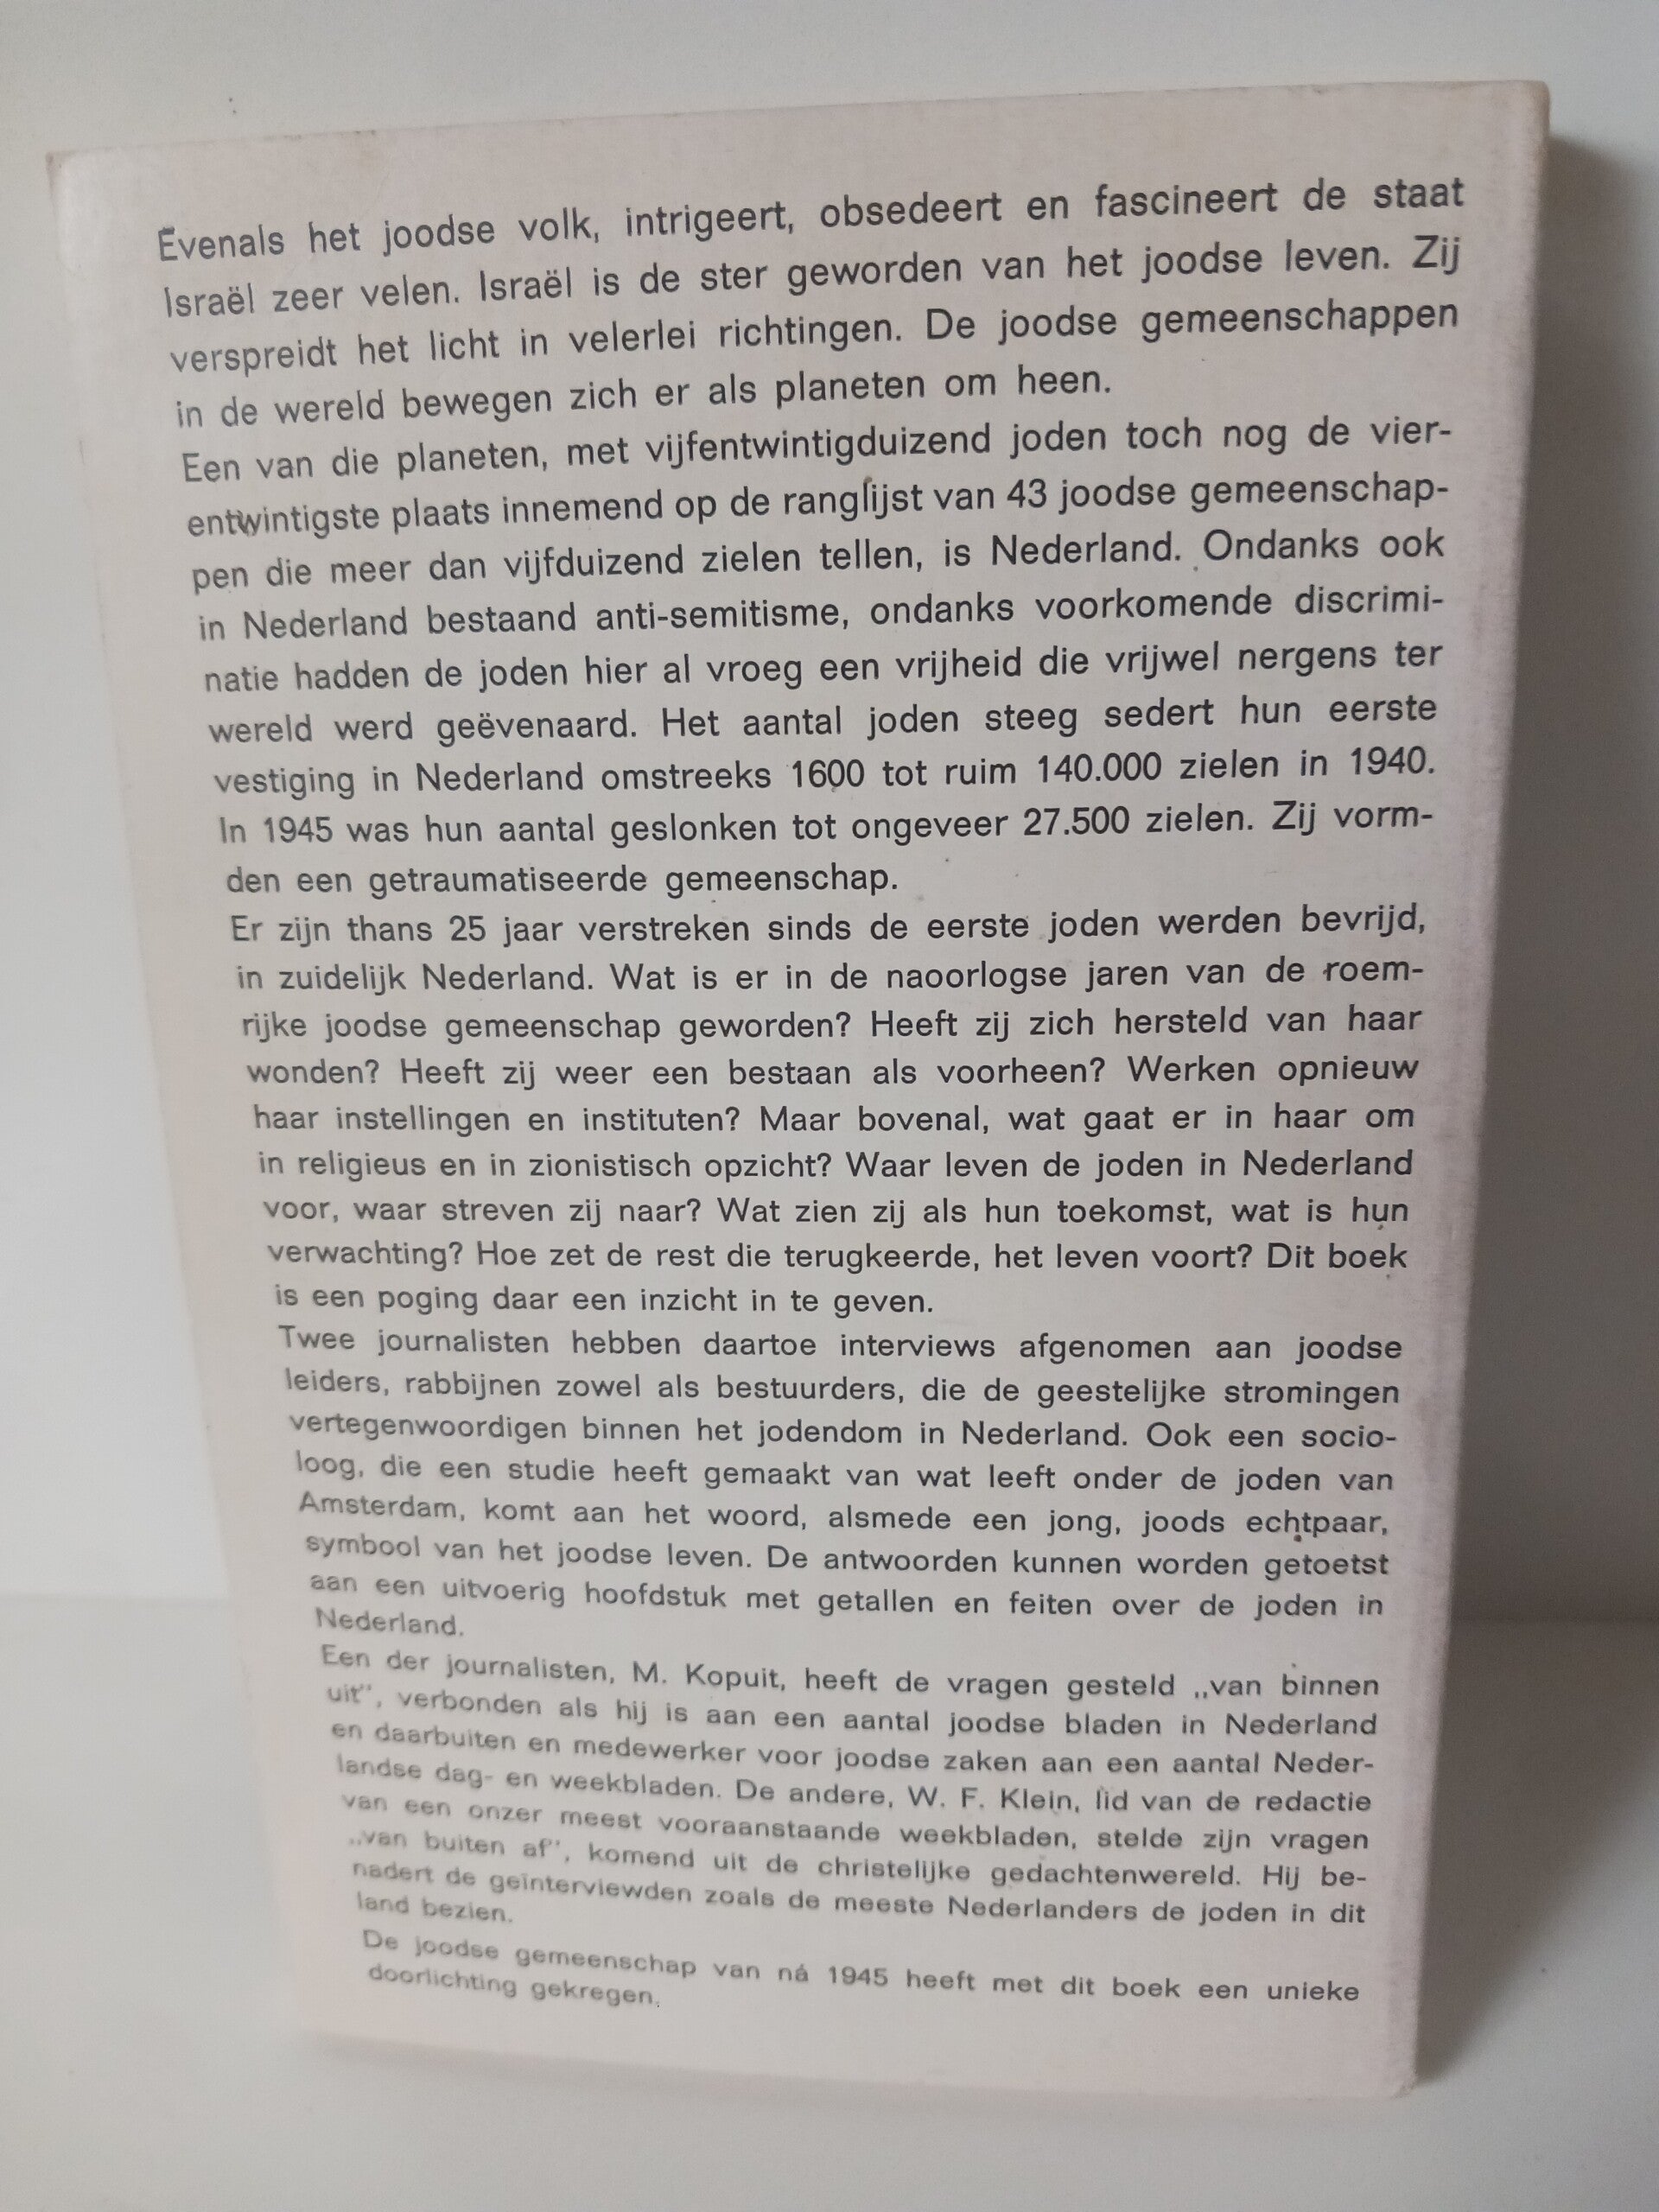 Evenals het joodse volk, intrigeert, obsedeert en fascineert de staat
Israël zeer velen. Israël is de ster geworden van het joodse leven. Zij
verspreidt het licht in velerlei richtingen. De joodse gemeenschappen
in de wereld bewegen zich er als planeten om heen.
Een van die planeten, met vijfentwintigduizend joden toch nog de vier-
entwintigste plaats innemend op de ranglijst van 43 joodse gemeenschap-
pen die meer dan vijfduizend zielen tellen, is Nederland. Ondanks ook
in Nederland bestaand anti-semitisme, ondanks voorkomende discrimi-
natie hadden de joden hier al vroeg een vrijheid die vrijwel nergens ter
wereld werd geëvenaard. Het aantal joden steeg sedert hun eerste
vestiging in Nederland omstreeks 1600 tot ruim 140.000 zielen in 1940.
In 1945 was hun aantal geslonken tot ongeveer 27.500 zielen. Zij vorm-
den een getraumatiseerde gemeenschap.
Er zijn thans 25 jaar verstreken sinds de eerste joden werden bevrijd,
in zuidelijk Nederland. Wat is er in de naoorlogse jaren van de roem-
rijke joodse gemeenschap geworden? Heeft zij zich hersteld van haar
wonden? Heeft zij weer een bestaan als voorheen? Werken opnieuw
haar instellingen en instituten? Maar bovenal, wat gaat er in haar om
in religieus en in zionistisch opzicht? Waar leven de joden in Nederland
voor, waar streven zij naar? Wat zien zij als hun toekomst, wat is hun
verwachting? Hoe zet de rest die terugkeerde, het leven voort? Dit boek
is een poging daar een inzicht in te geven.
Twee journalisten hebben daartoe interviews afgenomen aan joodse
leiders, rabbijnen zowel als bestuurders, die de geestelijke stromingen
vertegenwoordigen binnen het jodendom in Nederland. Ook een socio-
loog, die een studie heeft gemaakt van wat leeft onder de joden van
Amsterdam, komt aan het woord, alsmede een jong, joods echtpaar,
symbool van het joodse leven. De antwoorden kunnen worden getoetst
aan een uitvoerig hoofdstuk met getallen en feiten over de joden in
Nederland.
Een der journalisten, M. Kopuit, heeft de vragen gesteld „van binnen
uit”, verbonden als hij is aan een aantal joodse bladen in Nederland
en daarbuiten en medewerker voor joodse zaken aan een aantal Neder-
landse dag- en weekbladen. De andere, W. F. Klein, lid van de redactie
van een onzer meest vooraanstaande weekbladen, stelde zijn vragen
„van buiten af”, komend uit de christelijke gedachtenwereld. Hij be-
nadert de geïnterviewden zoals de meeste Nederlanders de joden in dit
land bezien.
De joodse gemeenschap van ná 1945 heeft met dit boek een unieke
doorlichting gekregen.